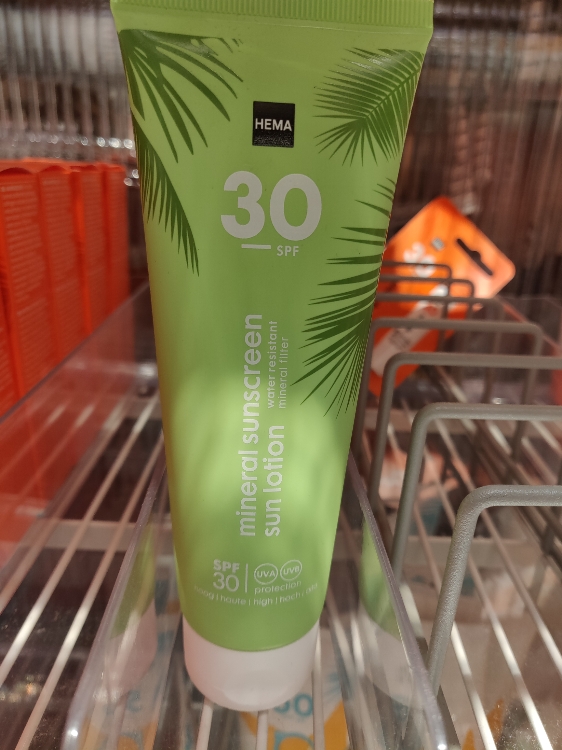 HEMA
30
SPF
mineral sunscreen
sun lotion
water resistant
mineral filter
SPF
30
UVA UVB
protection
hoog | haute | high | hoch |